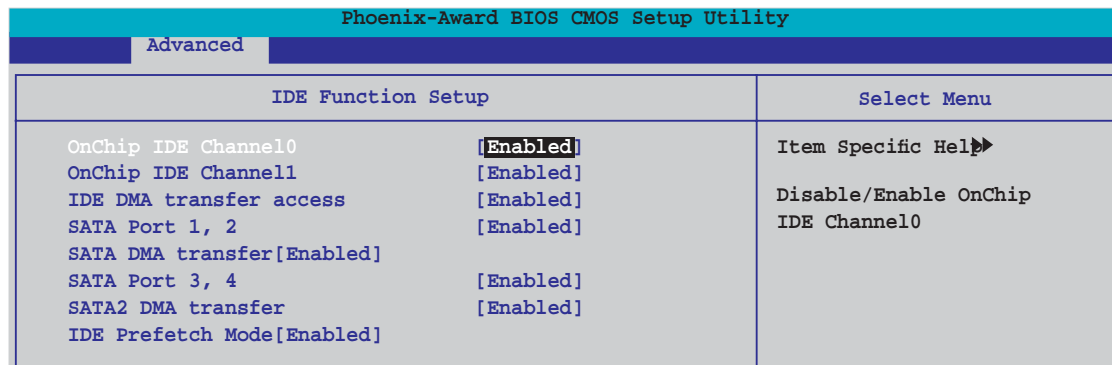 Phoenix-Award BIOS CMOS Setup Utility
Advanced
IDE Function Setup
Select Menu
OnChip IDE Channel0 [Enabled]
OnChip IDE Channel1 [Enabled]
IDE DMA transfer access [Enabled]
SATA Port 1, 2 [Enabled]
SATA DMA transfer[Enabled]
SATA Port 3, 4 [Enabled]
SATA2 DMA transfer [Enabled]
IDE Prefetch Mode[Enabled]
Item Specific Help
Disable/Enable OnChip
IDE Channel0